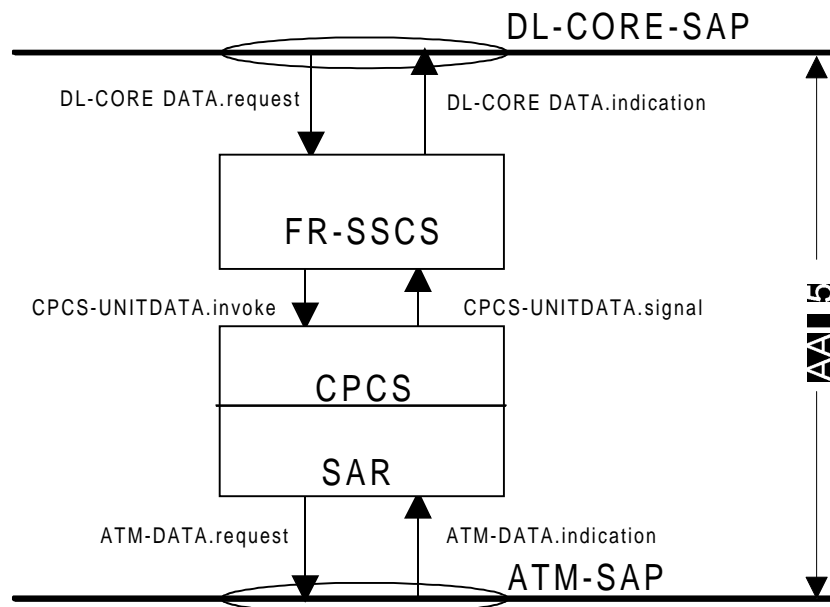 DL-CORE-SAP
DL-CORE DATA.request
DL-CORE DATA.indication
FR-SSCS
CPCS-UNITDATA.invoke
CPCS-UNITDATA.signal
AAL5
CPCS
SAR
ATM-DATA.request
ATM-DATA.indication
ATM-SAP